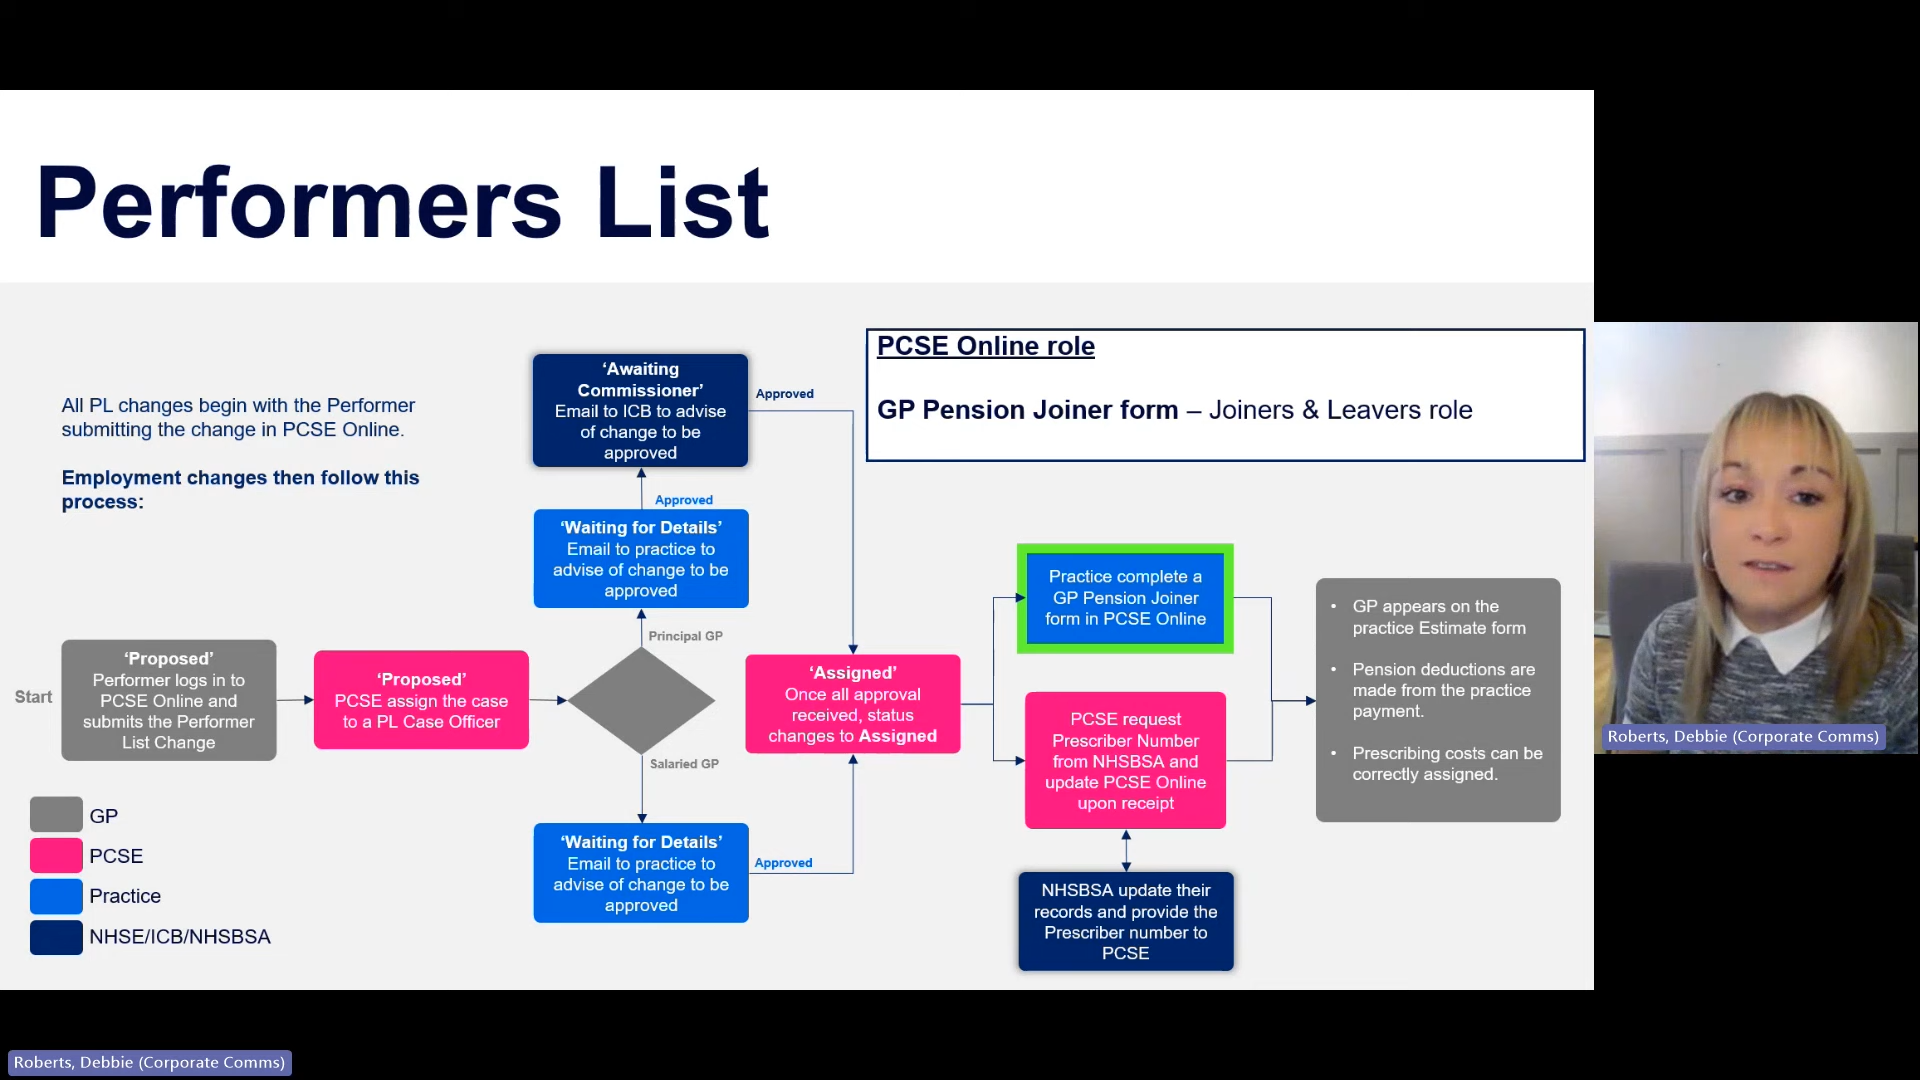 Performers List
All PL changes begin with the Performer
submitting the change in PCSE Online.
Employment changes then follow this
process:
PCSE Online role
GP Pension Joiner form – Joiners & Leavers role
Start
‘Proposed’
Performer logs in to
PCSE Online and
submits the Performer
List Change
‘Proposed’
PCSE assign the case
to a PL Case Officer
‘Awaiting
Commissioner’
Email to ICB to advise
of change to be
approved
Approved
Approved
‘Waiting for Details’
Email to practice to
advise of change to be
approved
Principal GP
Salaried GP
‘Waiting for Details’
Email to practice to
advise of change to be
approved
Approved
‘Assigned’
Once all approval
received, status
changes to Assigned
Practice complete a
GP Pension Joiner
form in PCSE Online
PCSE request
Prescriber Number
from NHSBSA and
update PCSE Online
upon receipt
NHSBSA update their
records and provide the
Prescriber number to
PCSE
• GP appears on the
practice Estimate form
• Pension deductions are
made from the practice
payment.
• Prescribing costs can be
correctly assigned.
GP
PCSE
Practice
NHSE/ICB/NHSBSA
Roberts, Debbie (Corporate Comms)
Roberts, Debbie (Corporate Comms)